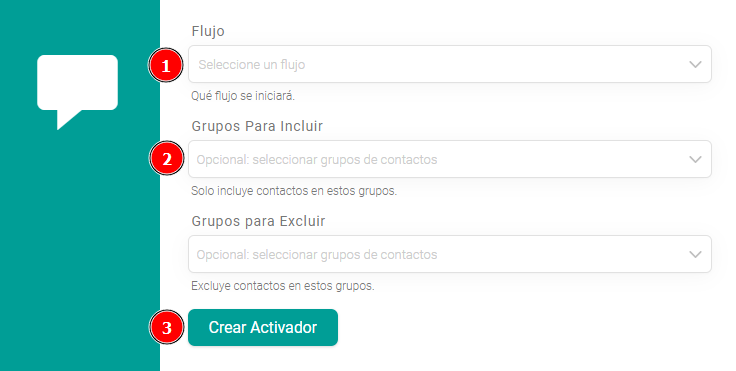 Flujo
1
Seleccione un flujo
Qué flujo se iniciará.
Grupos Para Incluir
2
Opcional: seleccionar grupos de contactos
Solo incluye contactos en estos grupos.
Grupos para Excluir
Opcional: seleccionar grupos de contactos
Excluye contactos en estos grupos.
3
Crear Activador